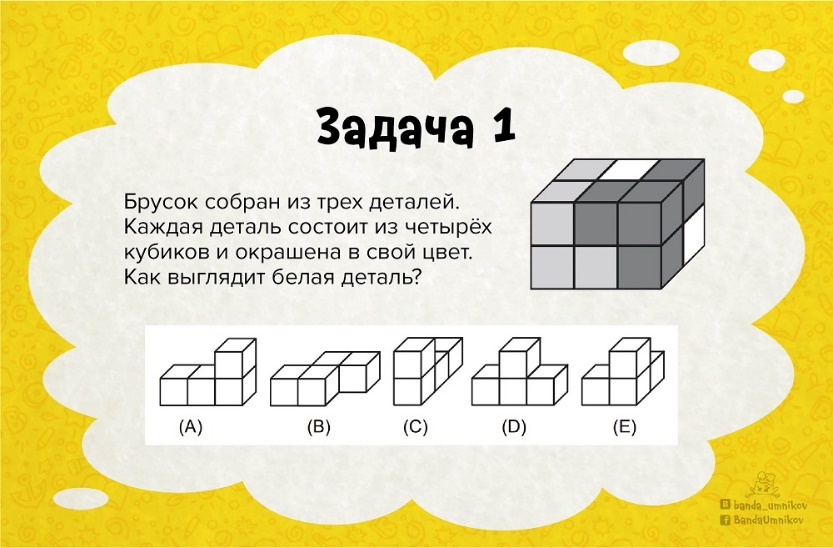 Задача 1
Брусок собран из трех деталей.
Каждая деталь состоит из четырёх
кубиков и окрашена в свой цвет.
Как выглядит белая деталь?
(A) (B) (C) (D) (E)
B banda_umnikov
f BandaUmnikov